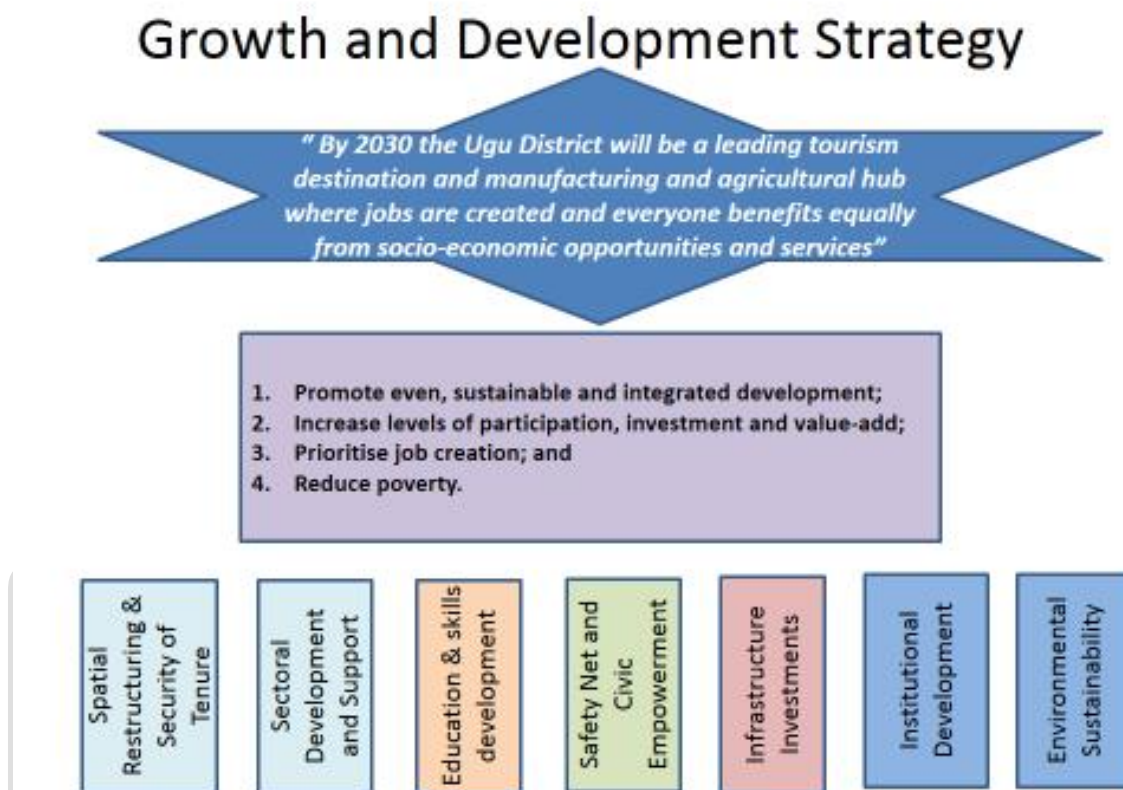 Growth and Development Strategy
" By 2030 the Ugu District will be a leading tourism
destination and manufacturing and agricultural hub
where jobs are created and everyone benefits equally
from socio-economic opportunities and services"
1. Promote even, sustainable and integrated development;
2. Increase levels of participation, investment and value-add;
3. Prioritise job creation; and
4. Reduce poverty.
Spatial
Restructuring &
Security of
Tenure
Sectoral
Development
and Support
Education & skills
development
Safety Net and
Civic
Empowerment
Infrastructure
Investments
Institutional
Development
Environmental
Sustainability